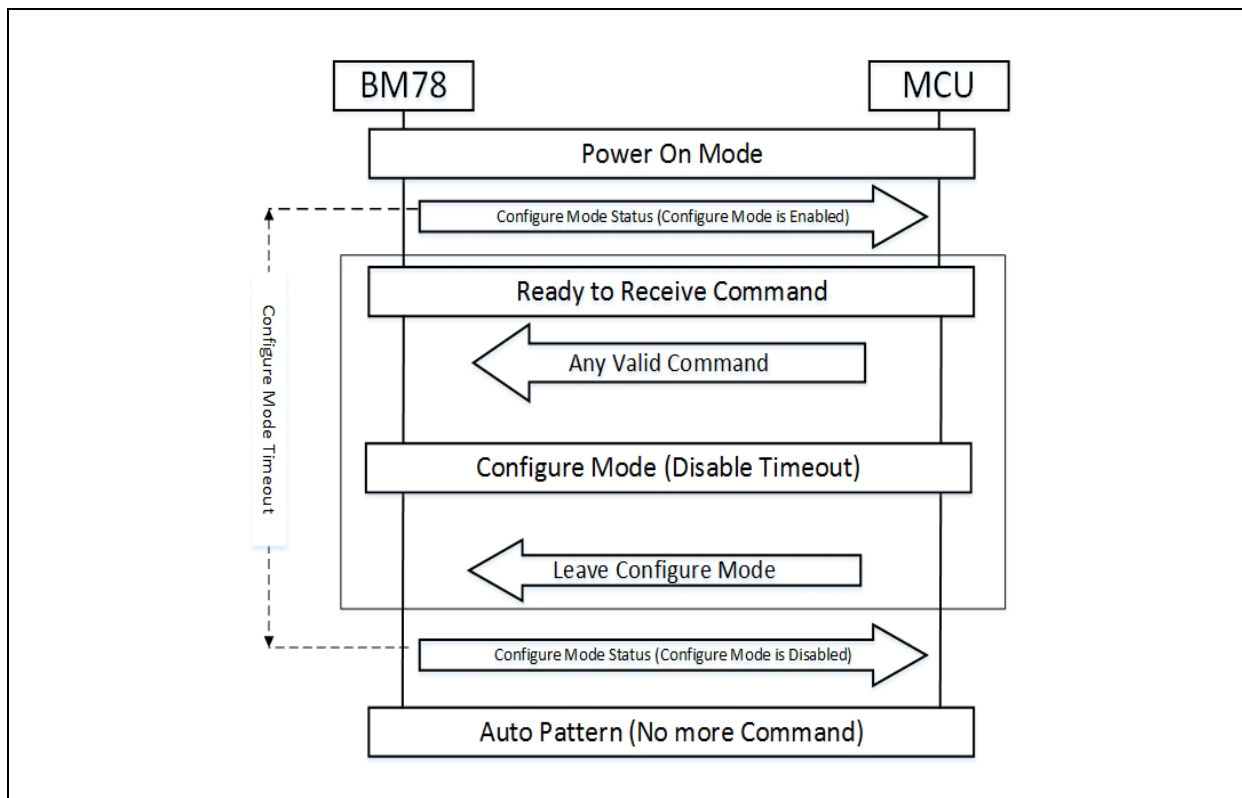 BM78
MCU
Power On Mode
Configure Mode Status (Configure Mode is Enabled)
Ready to Receive Command
Any Valid Command
Configure Mode Timeout
Configure Mode (Disable Timeout)
Leave Configure Mode
Configure Mode Status (Configure Mode is Disabled)
Auto Pattern (No more Command)